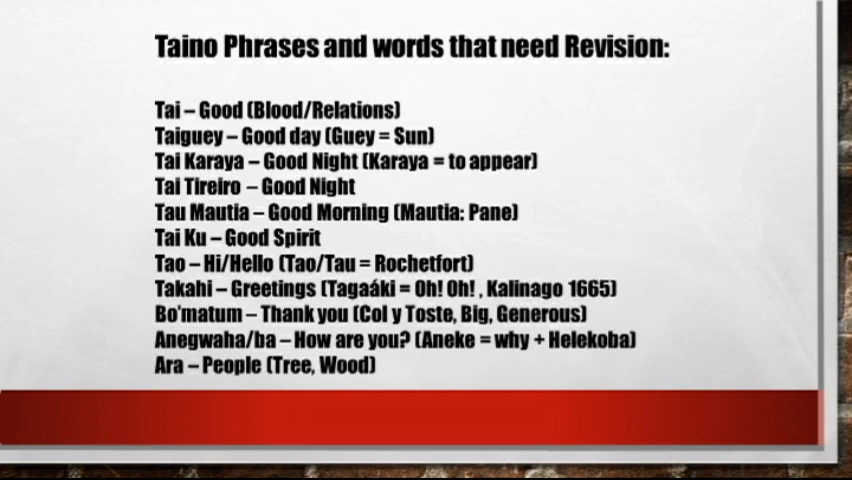 Taino Phrases and words that need Revision:
Tai – Good (Blood/Relations)
Taiguey – Good day (Guey = Sun)
Tai Karaya – Good Night (Karaya = to appear)
Tai Tireiro – Good Night
Tau Mautia – Good Morning (Mautia: Pane)
Tai Ku – Good Spirit
Tao – Hi/Hello (Tao/Tau = Rochetfort)
Takahi – Greetings (Tagaáki = Oh! Oh! , Kalinago 1665)
Bo'matum – Thank you (Col y Toste, Big, Generous)
Anegwaha/ba – How are you? (Aneke = why + Helekoba)
Ara – People (Tree, Wood)